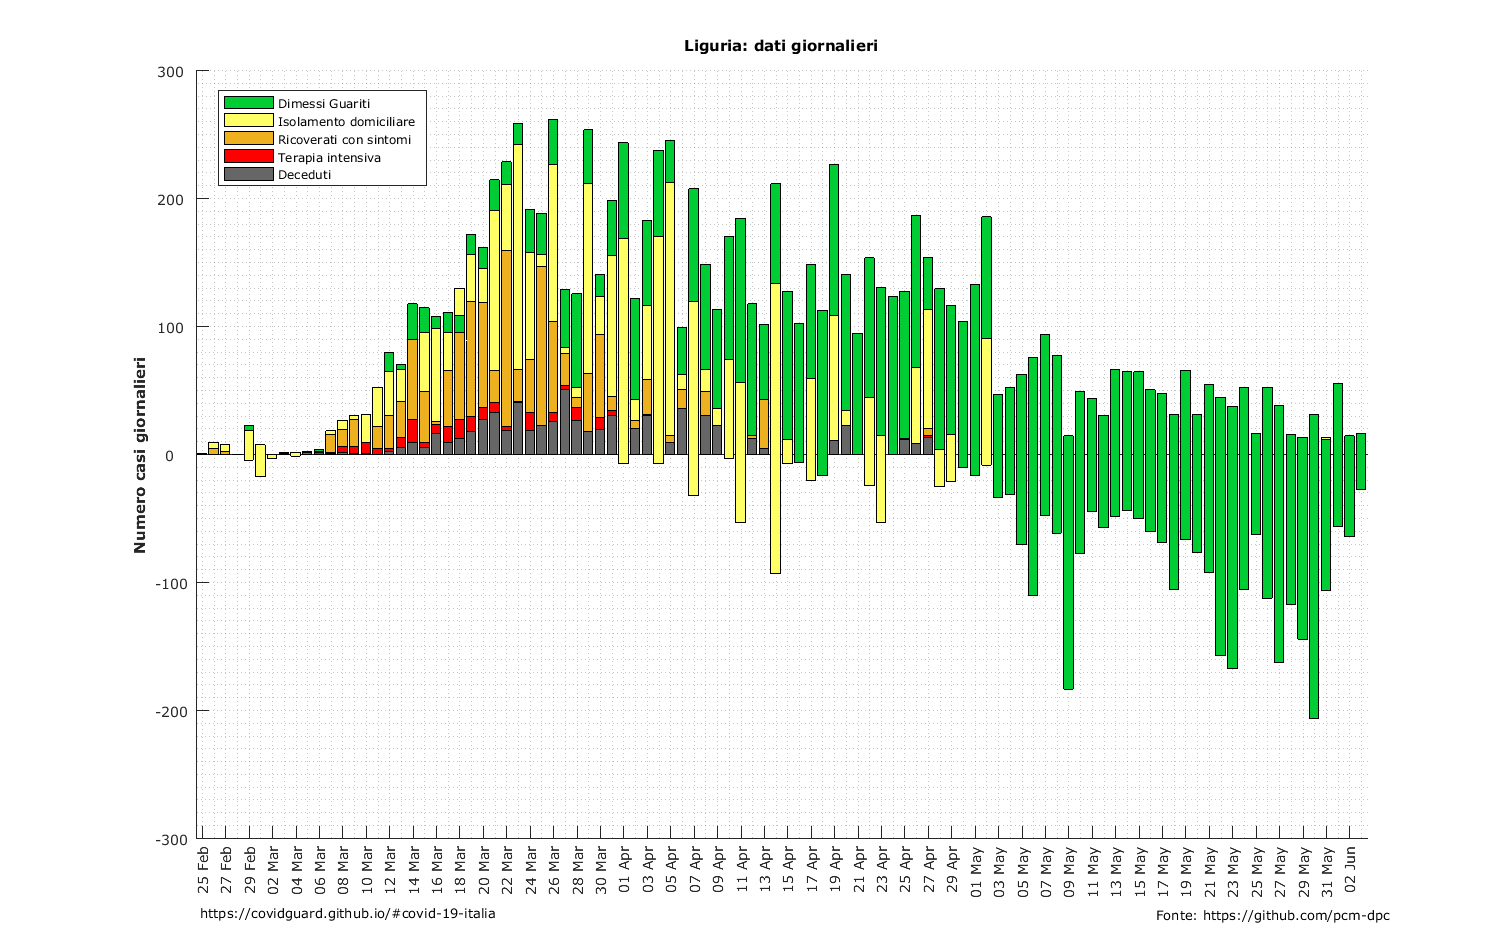 Liguria: dati giornalieri
300
200
100
0
-100
-200
-300
Numero casi giornalieri
Dimessi Guariti
Isolamento domiciliare
Ricoverati con sintomi
Terapia intensiva
Deceduti
25 Feb
27 Feb
29 Feb
02 Mar
04 Mar
06 Mar
08 Mar
10 Mar
12 Mar
14 Mar
16 Mar
18 Mar
20 Mar
22 Mar
24 Mar
26 Mar
28 Mar
30 Mar
01 Apr
03 Apr
05 Apr
07 Apr
09 Apr
11 Apr
13 Apr
15 Apr
17 Apr
19 Apr
21 Apr
23 Apr
25 Apr
27 Apr
29 Apr
01 May
03 May
05 May
07 May
09 May
11 May
13 May
15 May
17 May
19 May
21 May
23 May
25 May
27 May
29 May
31 May
02 Jun
https://covidguard.github.io/#covid-19-italia
Fonte: https://github.com/pcm-dpc